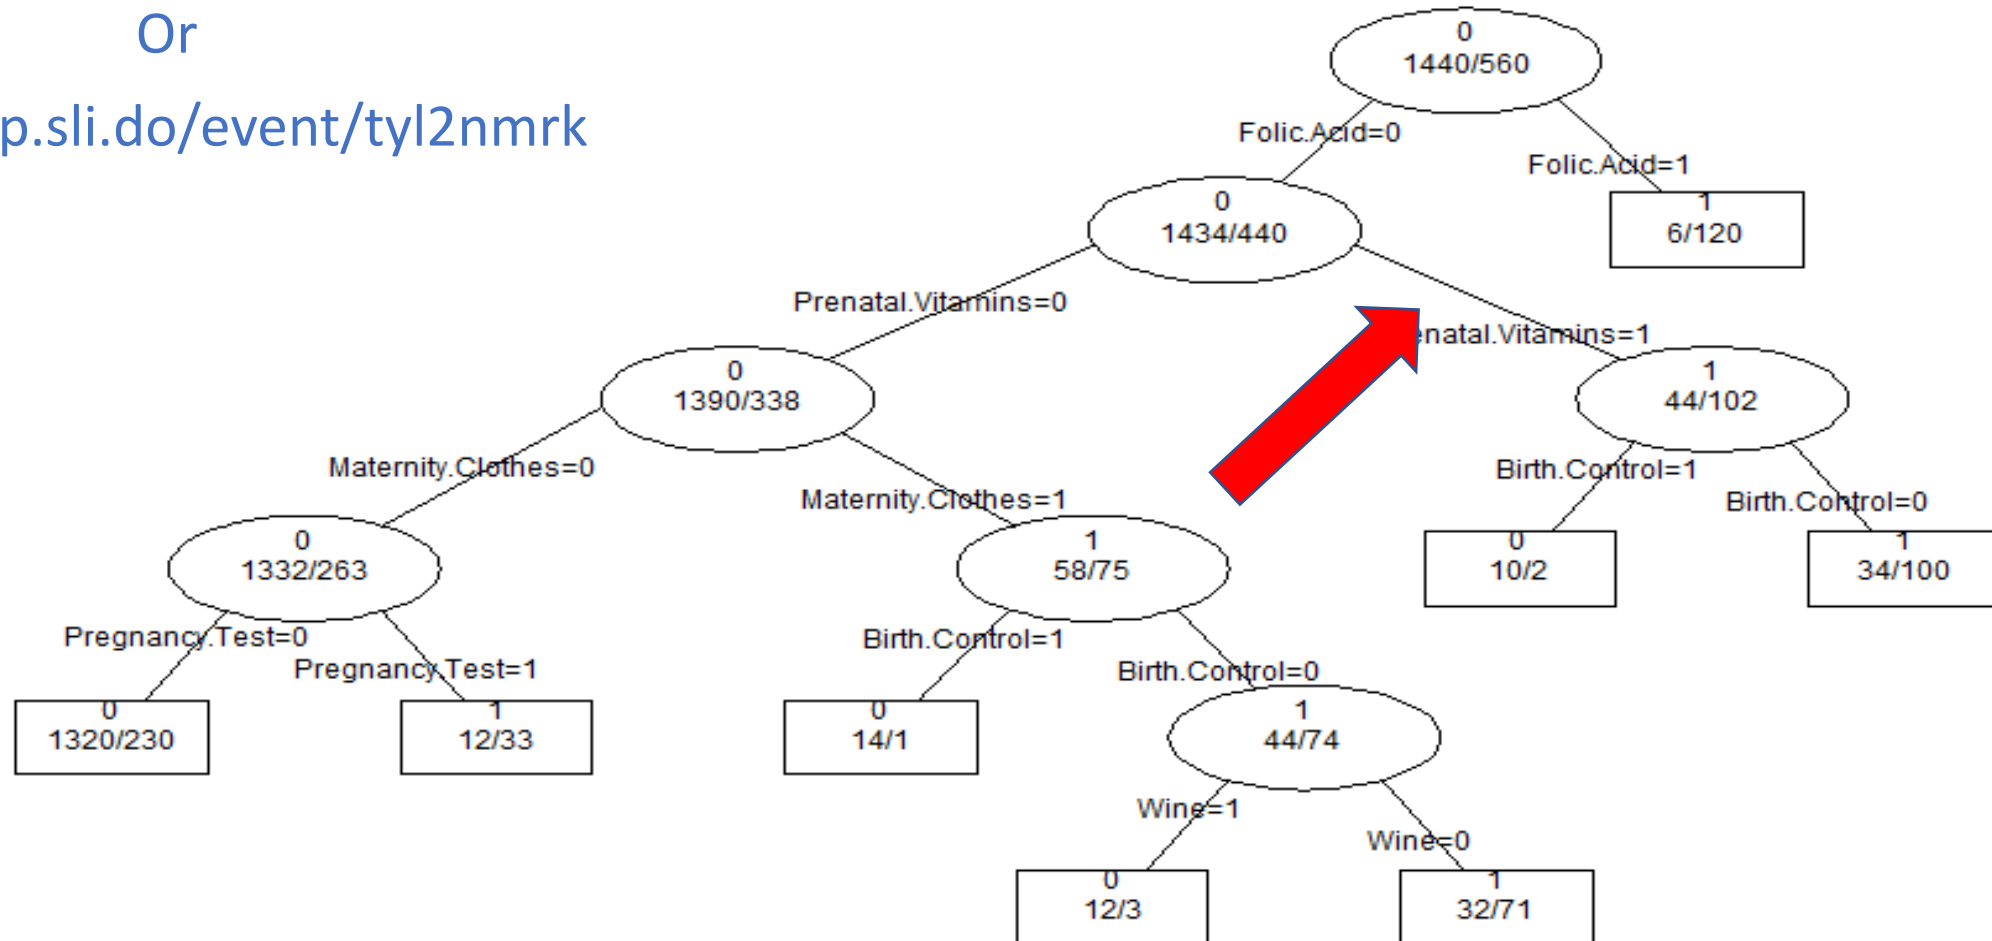 Or
p.sli.do/event/tyl2nmrk
0
1440/560
Folic.Acid=0
Folic.Acid=1
0
1434/440
1
6/120
Prenatal.Vitamins=0
enatal.Vitamins=1
0
1390/338
1
44/102
Maternity.Clothes=0
Maternity.Clothes=1
Birth.Control=1
Birth.Control=0
0
1332/263
1
58/75
0
10/2
1
34/100
Pregnancy.Test=0
Pregnancy.Test=1
Birth.Control=1
Birth.Control=0
0
1320/230
1
12/33
0
14/1
1
44/74
Wine=1
Wine=0
0
12/3
1
32/71